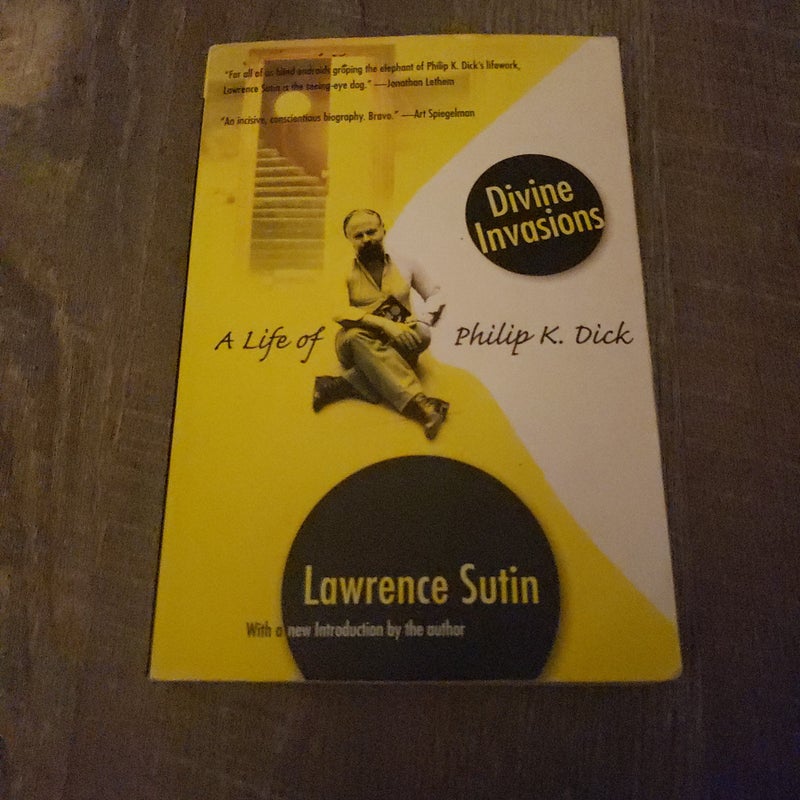 "For all of us blind androids groping the elephant of Philip K. Dick's lifework,
Lawrence Sutin is the seeing-eye dog." —Jonathan Lethem
"An incisive, conscientious biography. Bravo." —Art Spiegelman
Divine
Invasions
A Life of Philip K. Dick
Lawrence Sutin
With a new Introduction by the author